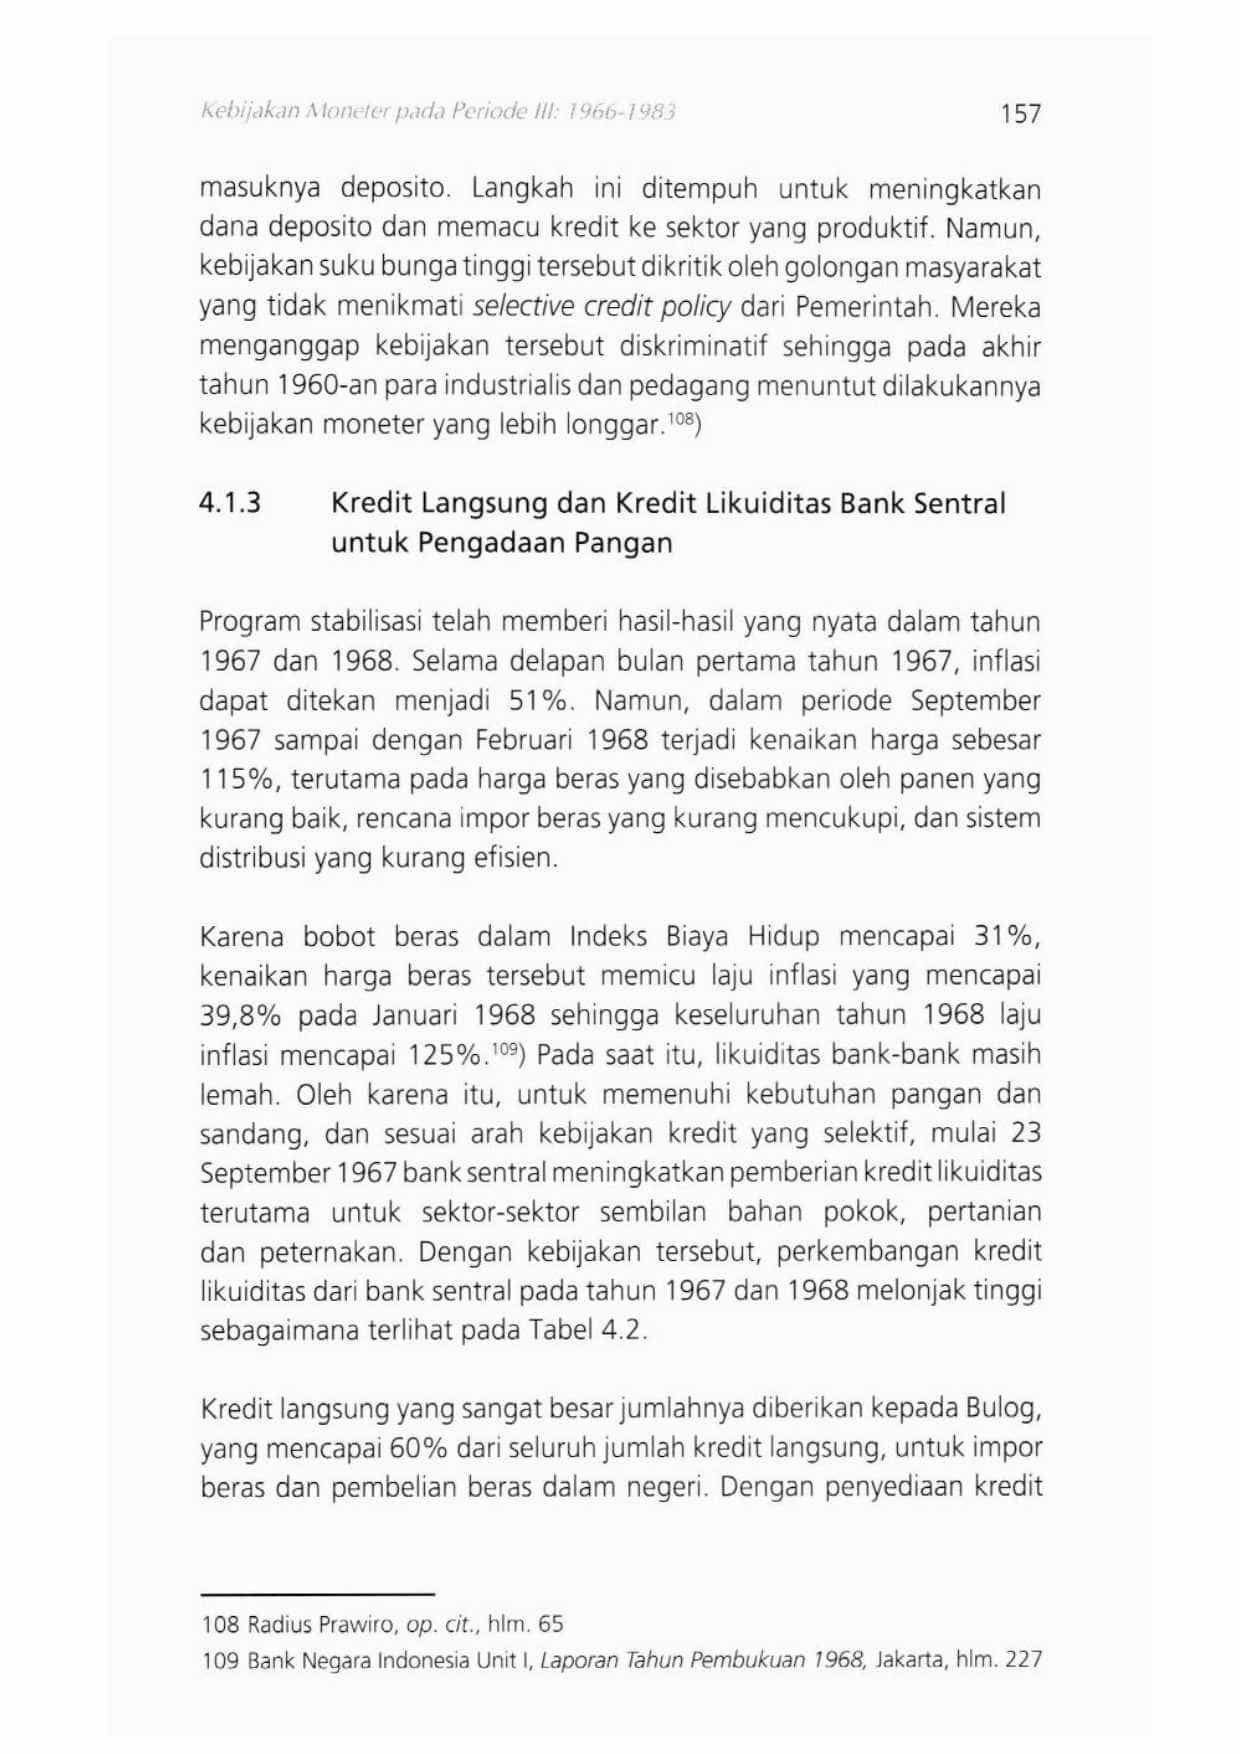 Kebijakan Moneter pada Periode III: 1966-1983 157
masuknya deposito. Langkah ini ditempuh untuk meningkatkan
dana deposito dan memacu kredit ke sektor yang produktif. Namun,
kebijakan suku bunga tinggi tersebut dikritik oleh golongan masyarakat
yang tidak menikmati selective credit policy dari Pemerintah. Mereka
menganggap kebijakan tersebut diskriminatif sehingga pada akhir
tahun 1960-an para industrialis dan pedagang menuntut dilakukannya
kebijakan moneter yang lebih longgar.108)
4.1.3 Kredit Langsung dan Kredit Likuiditas Bank Sentral
untuk Pengadaan Pangan
Program stabilisasi telah memberi hasil-hasil yang nyata dalam tahun
1967 dan 1968. Selama delapan bulan pertama tahun 1967, inflasi
dapat ditekan menjadi 51%. Namun, dalam periode September
1967 sampai dengan Februari 1968 terjadi kenaikan harga sebesar
115%, terutama pada harga beras yang disebabkan oleh panen yang
kurang baik, rencana impor beras yang kurang mencukupi, dan sistem
distribusi yang kurang efisien.
Karena bobot beras dalam Indeks Biaya Hidup mencapai 31%,
kenaikan harga beras tersebut memicu laju inflasi yang mencapai
39,8% pada Januari 1968 sehingga keseluruhan tahun 1968 laju
inflasi mencapai 125%.109) Pada saat itu, likuiditas bank-bank masih
lemah. Oleh karena itu, untuk memenuhi kebutuhan pangan dan
sandang, dan sesuai arah kebijakan kredit yang selektif, mulai 23
September 1967 bank sentral meningkatkan pemberian kredit likuiditas
terutama untuk sektor-sektor sembilan bahan pokok, pertanian
dan peternakan. Dengan kebijakan tersebut, perkembangan kredit
likuiditas dari bank sentral pada tahun 1967 dan 1968 melonjak tinggi
sebagaimana terlihat pada Tabel 4.2.
Kredit langsung yang sangat besar jumlahnya diberikan kepada Bulog,
yang mencapai 60% dari seluruh jumlah kredit langsung, untuk impor
beras dan pembelian beras dalam negeri. Dengan penyediaan kredit
108 Radius Prawiro, op. cit., hlm. 65
109 Bank Negara Indonesia Unit I, Laporan Tahun Pembukuan 1968, Jakarta, hlm. 227